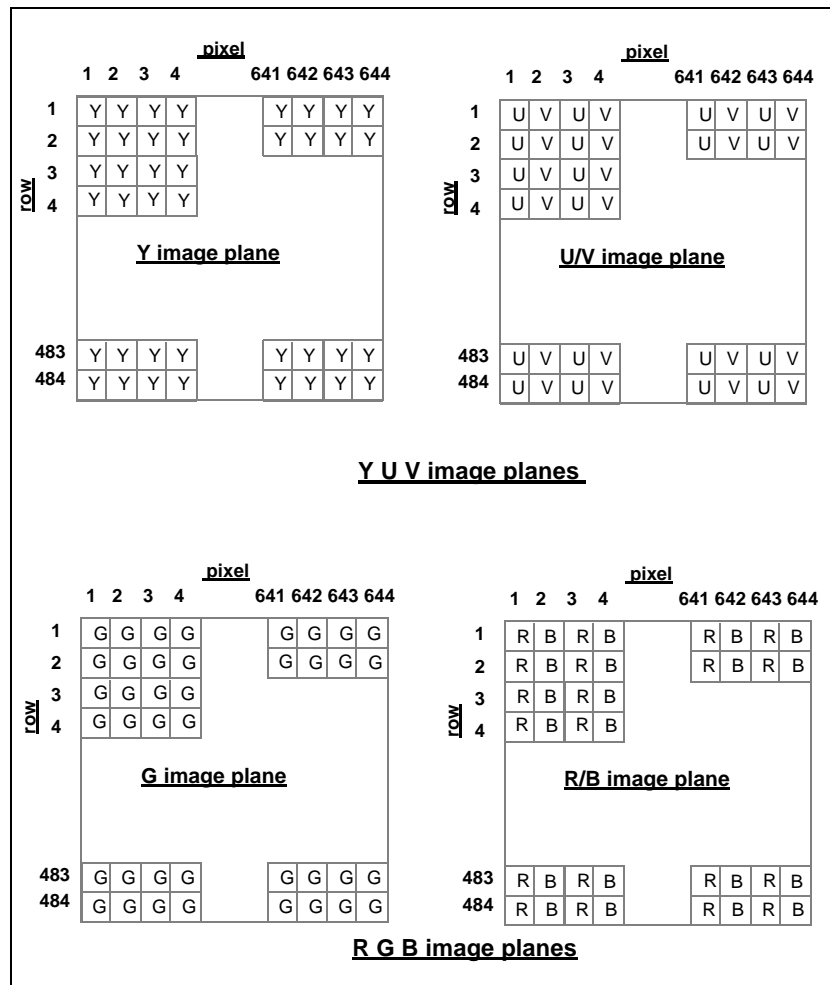 pixel
1 2 3 4 641 642 643 644
row
1 Y Y Y Y Y Y Y Y
2 Y Y Y Y Y Y Y Y
3 Y Y Y Y
4 Y Y Y Y
Y image plane
483 Y Y Y Y Y Y Y Y
484 Y Y Y Y Y Y Y Y
pixel
1 2 3 4 641 642 643 644
row
1 U V U V U V U V
2 U V U V U V U V
3 U V U V
4 U V U V
U/V image plane
483 U V U V U V U V
484 U V U V U V U V
Y U V image planes
pixel
1 2 3 4 641 642 643 644
row
1 G G G G G G G G
2 G G G G G G G G
3 G G G G
4 G G G G
G image plane
483 G G G G G G G G
484 G G G G G G G G
pixel
1 2 3 4 641 642 643 644
row
1 R B R B R B R B
2 R B R B R B R B
3 R B R B
4 R B R B
R/B image plane
483 R B R B R B R B
484 R B R B R B R B
R G B image planes